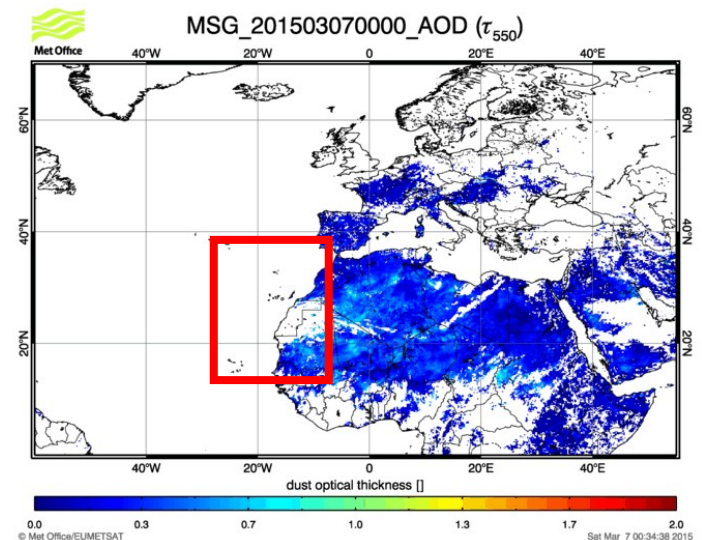 MSG_201503070000_AOD (τ550)
Met Office
40°W 20°W 0 20°E 40°E
60°N 60°N
40°N 40°N
20°N 20°N
40°W 20°W 0 20°E 40°E
dust optical thickness []
0.0 0.3 0.7 1.0 1.3 1.7 2.0
© Met Office/EUMETSAT Sat Mar 7 00:34:38 2015